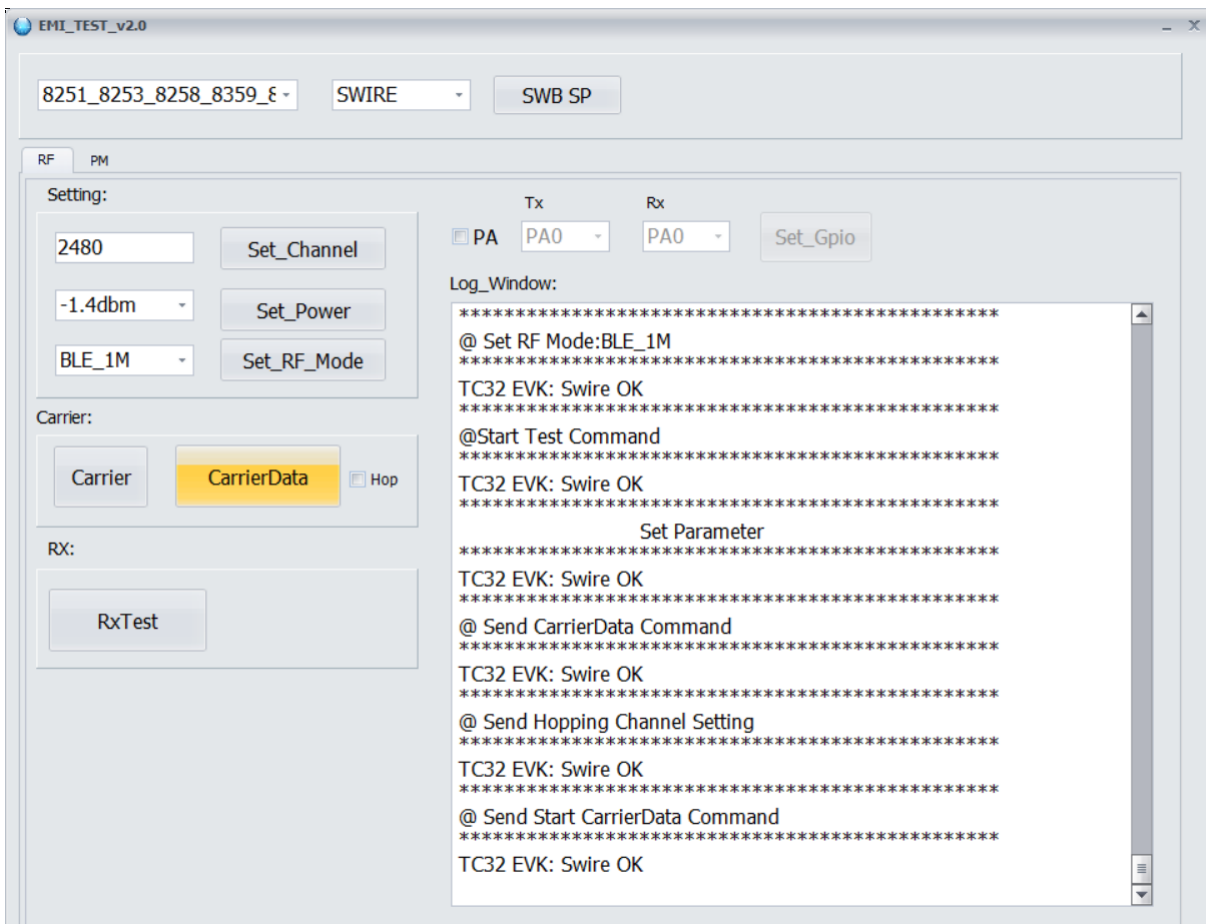 EMI_TEST_v2.0
8251_8253_8258_8359_8
SWIRE
SWB SP
RF
PM
Setting:
2480
Set_Channel
-1.4dbm
Set_Power
BLE_1M
Set_RF_Mode
Carrier:
Carrier
CarrierData
Hop
RX:
RxTest
Tx
Rx
PA
PA0
PA0
Set_Gpio
Log_Window:
**************************************************
@ Set RF Mode:BLE_1M
**************************************************
TC32 EVK: Swire OK
**************************************************
@Start Test Command
**************************************************
TC32 EVK: Swire OK
**************************************************
Set Parameter
**************************************************
TC32 EVK: Swire OK
**************************************************
@ Send CarrierData Command
**************************************************
TC32 EVK: Swire OK
**************************************************
@ Send Hopping Channel Setting
**************************************************
TC32 EVK: Swire OK
**************************************************
@ Send Start CarrierData Command
**************************************************
TC32 EVK: Swire OK